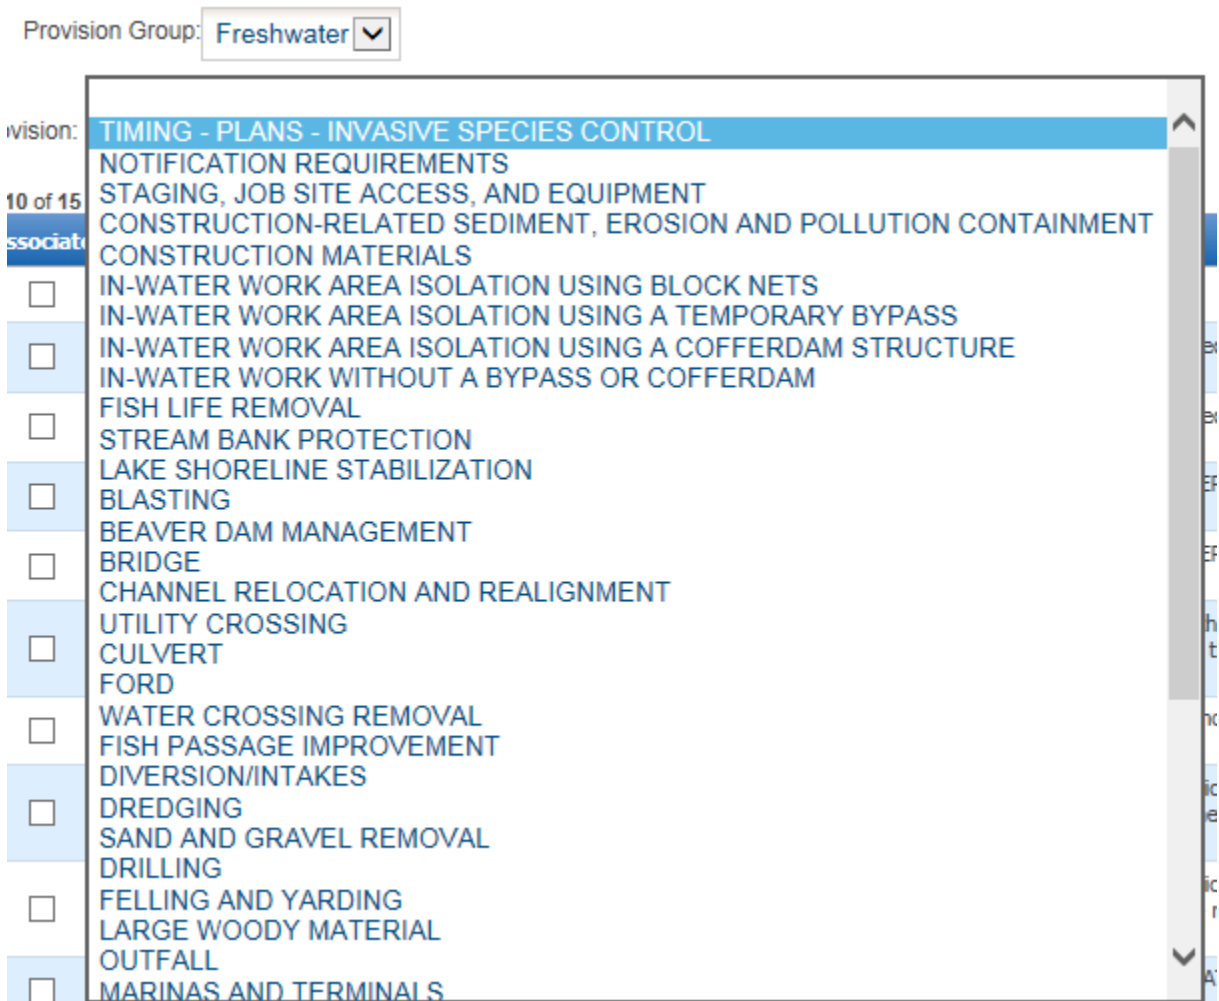 Provision Group: Freshwater
TIMING - PLANS - INVASIVE SPECIES CONTROL
NOTIFICATION REQUIREMENTS
10 of 15
STAGING, JOB SITE ACCESS, AND EQUIPMENT
CONSTRUCTION-RELATED SEDIMENT, EROSION AND POLLUTION CONTAINMENT
CONSTRUCTION MATERIALS
IN-WATER WORK AREA ISOLATION USING BLOCK NETS
IN-WATER WORK AREA ISOLATION USING A TEMPORARY BYPASS
IN-WATER WORK AREA ISOLATION USING A COFFERDAM STRUCTURE
IN-WATER WORK WITHOUT A BYPASS OR COFFERDAM
FISH LIFE REMOVAL
STREAM BANK PROTECTION
LAKE SHORELINE STABILIZATION
BLASTING
BEAVER DAM MANAGEMENT
BRIDGE
CHANNEL RELOCATION AND REALIGNMENT
UTILITY CROSSING
CULVERT
FORD
WATER CROSSING REMOVAL
FISH PASSAGE IMPROVEMENT
DIVERSION/INTAKES
DREDGING
SAND AND GRAVEL REMOVAL
DRILLING
FELLING AND YARDING
LARGE WOODY MATERIAL
OUTFALL
MARINAS AND TERMINALS